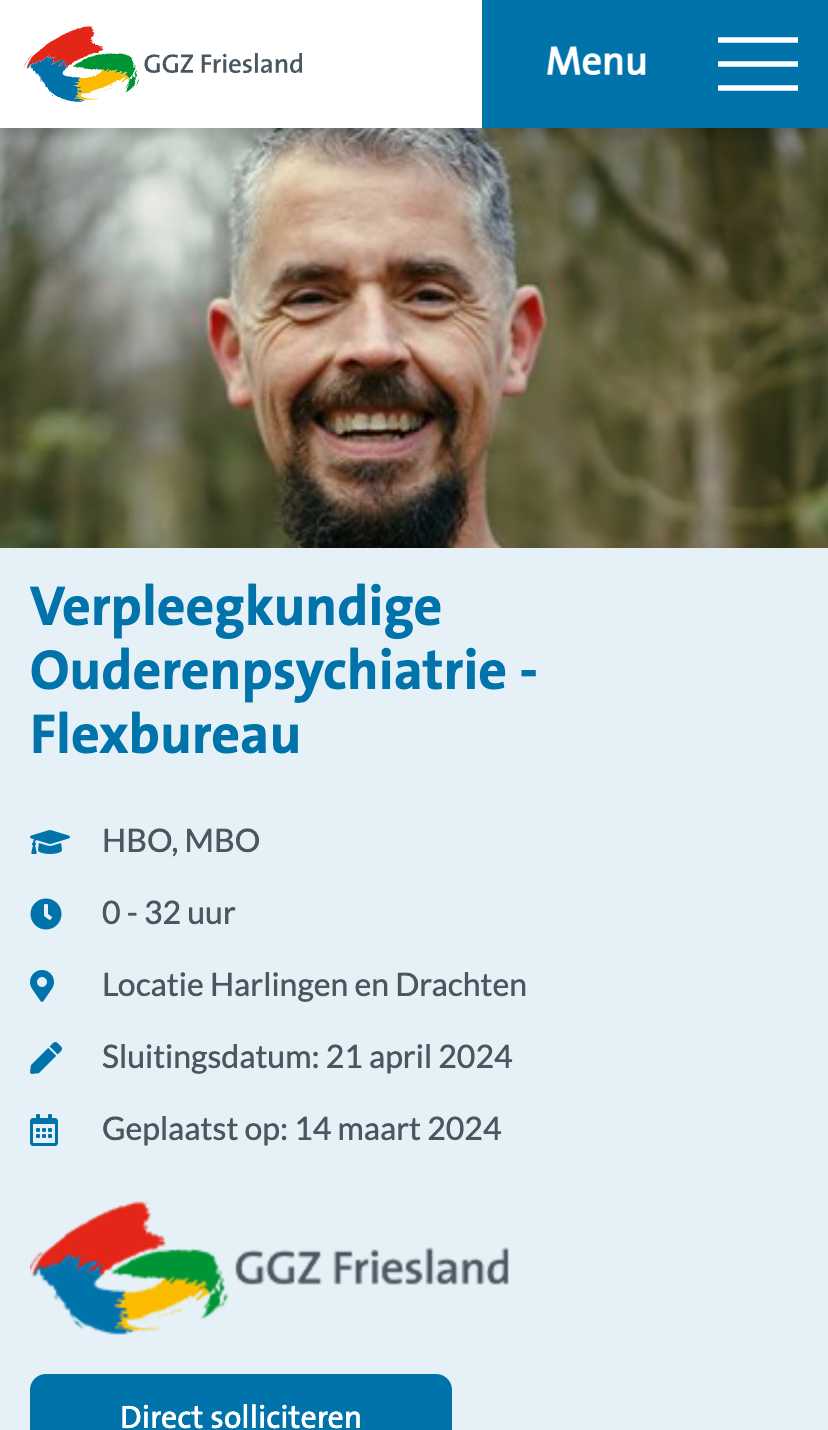 GGZ Friesland
Menu
Verpleegkundige
Ouderenpsychiatrie -
Flexbureau
HBO, MBO
0 - 32 uur
Locatie Harlingen en Drachten
Sluitingsdatum: 21 april 2024
Geplaatst op: 14 maart 2024
GGZ Friesland
Direct solliciteren